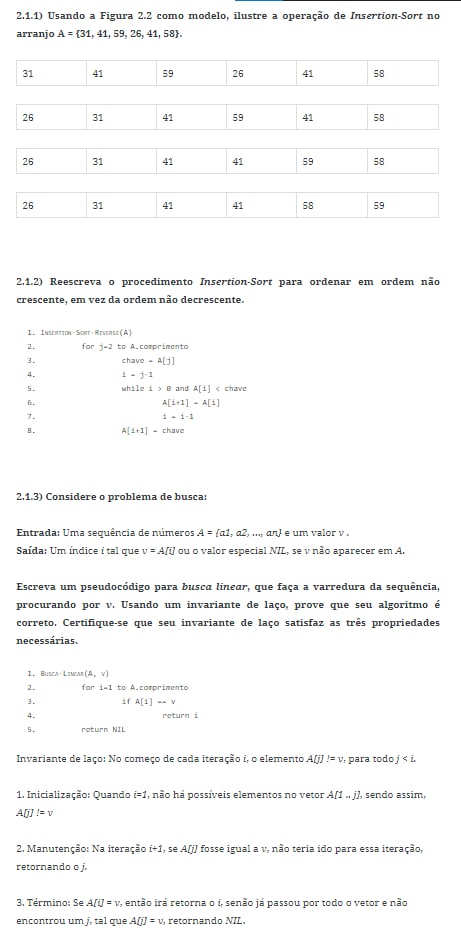 2.1.1) Usando a Figura 2.2 como modelo, ilustre a operação de Insertion-Sort no
arranjo A = {31, 41, 59, 26, 41, 58}.
31 41 59 26 41 58
26 31 41 59 41 58
26 31 41 41 59 58
26 31 41 41 58 59
2.1.2) Reescreva o procedimento Insertion-Sort para ordenar em ordem não
crescente, em vez da ordem não decrescente.
1. INSERTION-SORT-REVERSE(A)
2. for j=2 to A.comprimento
3. chave = A[j]
4. i = j-1
5. while i > 0 and A[i] < chave
6. A[i+1] = A[i]
7. i = i-1
8. A[i+1] = chave
2.1.3) Considere o problema de busca:
Entrada: Uma sequência de números A = {a1, a2, ..., an} e um valor v .
Saída: Um índice i tal que v = A[i] ou o valor especial NIL, se v não aparecer em A.
Escreva um pseudocódigo para busca linear, que faça a varredura da sequência,
procurando por v. Usando um invariante de laço, prove que seu algoritmo é
correto. Certifique-se que seu invariante de laço satisfaz as três propriedades
necessárias.
1. BUSCA-LINEAR(A, v)
2. for i=1 to A.comprimento
3. if A[i] == v
4. return i
5. return NIL
Invariante de laço: No começo de cada iteração i, o elemento A[j] != v, para todo j < i.
1. Inicialização: Quando i=1, não há possíveis elementos no vetor A[1 .. j], sendo assim,
A[j] != v
2. Manutenção: Na iteração i+1, se A[j] fosse igual a v, não teria ido para essa iteração,
retornando o j.
3. Término: Se A[i] = v, então irá retorna o i, senão já passou por todo o vetor e não
encontrou um j, tal que A[j] = v, retornando NIL.